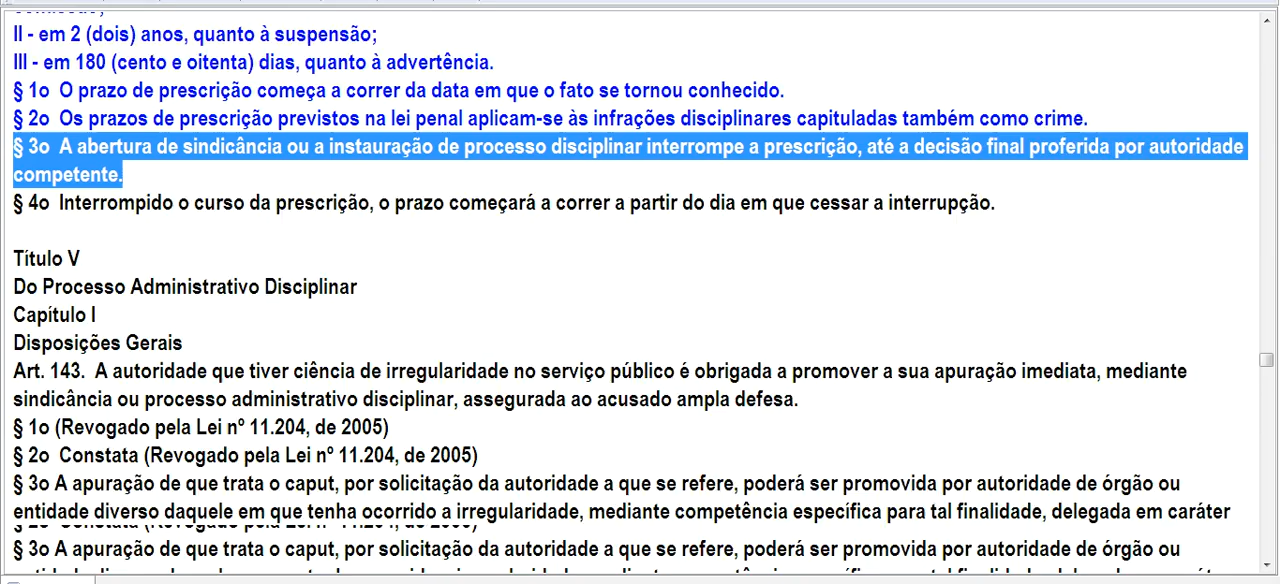 II - em 2 (dois) anos, quanto à suspensão;
III - em 180 (cento e oitenta) dias, quanto à advertência.
§ 1o  O prazo de prescrição começa a correr da data em que o fato se tornou conhecido.
§ 2o  Os prazos de prescrição previstos na lei penal aplicam-se às infrações disciplinares capituladas também como crime.
§ 3o  A abertura de sindicância ou a instauração de processo disciplinar interrompe a prescrição, até a decisão final proferida por autoridade
competente.
§ 4o  Interrompido o curso da prescrição, o prazo começará a correr a partir do dia em que cessar a interrupção.
Título V
Do Processo Administrativo Disciplinar
Capítulo I
Disposições Gerais
Art. 143.  A autoridade que tiver ciência de irregularidade no serviço público é obrigada a promover a sua apuração imediata, mediante
sindicância ou processo administrativo disciplinar, assegurada ao acusado ampla defesa.
§ 1o (Revogado pela Lei nº 11.204, de 2005)
§ 2o  Constata (Revogado pela Lei nº 11.204, de 2005)
§ 3o A apuração de que trata o caput, por solicitação da autoridade a que se refere, poderá ser promovida por autoridade de órgão ou
entidade diverso daquele em que tenha ocorrido a irregularidade, mediante competência específica para tal finalidade, delegada em caráter
§ 3o A apuração de que trata o caput, por solicitação da autoridade a que se refere, poderá ser promovida por autoridade de órgão ou